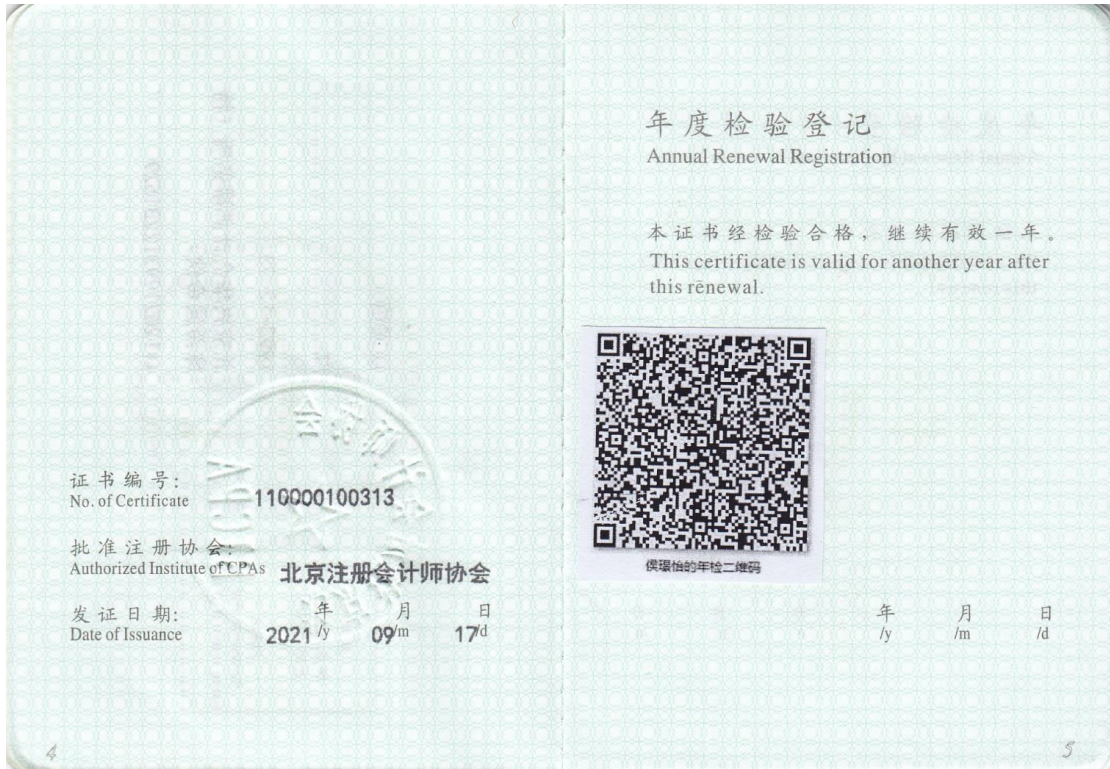 证书编号:
No. of Certificate
110000100313
批准注册协会:
Authorized Institute of CPAs
北京注册会计师协会
发证日期:
Date of Issuance
2021 年 /y 09 月 /m 17 日 /d
4
年度检验登记
Annual Renewal Registration
本证书经检验合格，继续有效一年。
This certificate is valid for another year after
this renewal.
侯璟怡的年检二维码
年 月 日
/y /m /d
5